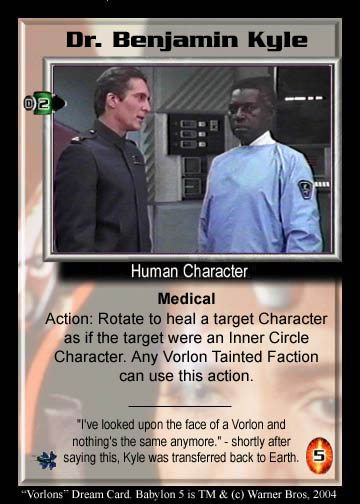 Dr. Benjamin Kyle
0 2
Human Character
Medical
Action: Rotate to heal a target Character
as if the target were an Inner Circle
Character. Any Vorlon Tainted Faction
can use this action.
"I've looked upon the face of a Vorlon and
nothing's the same anymore." - shortly after
saying this, Kyle was transferred back to Earth.
5
“Vorlons” Dream Card. Babylon 5 is TM & (c) Warner Bros, 2004